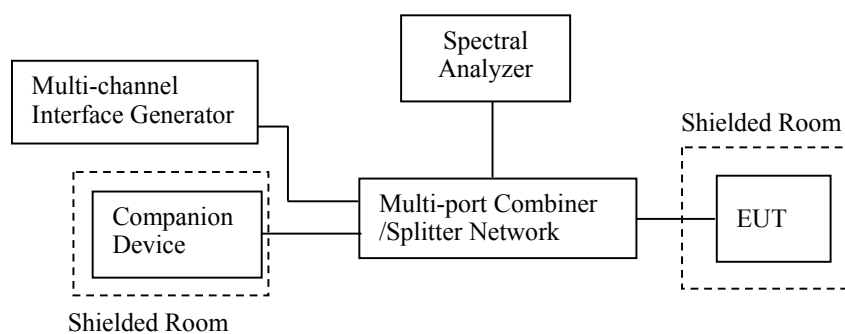 Spectral
Analyzer
Multi-channel
Interface Generator
Shielded Room
Companion
Device
Multi-port Combiner
/Splitter Network
EUT
Shielded Room